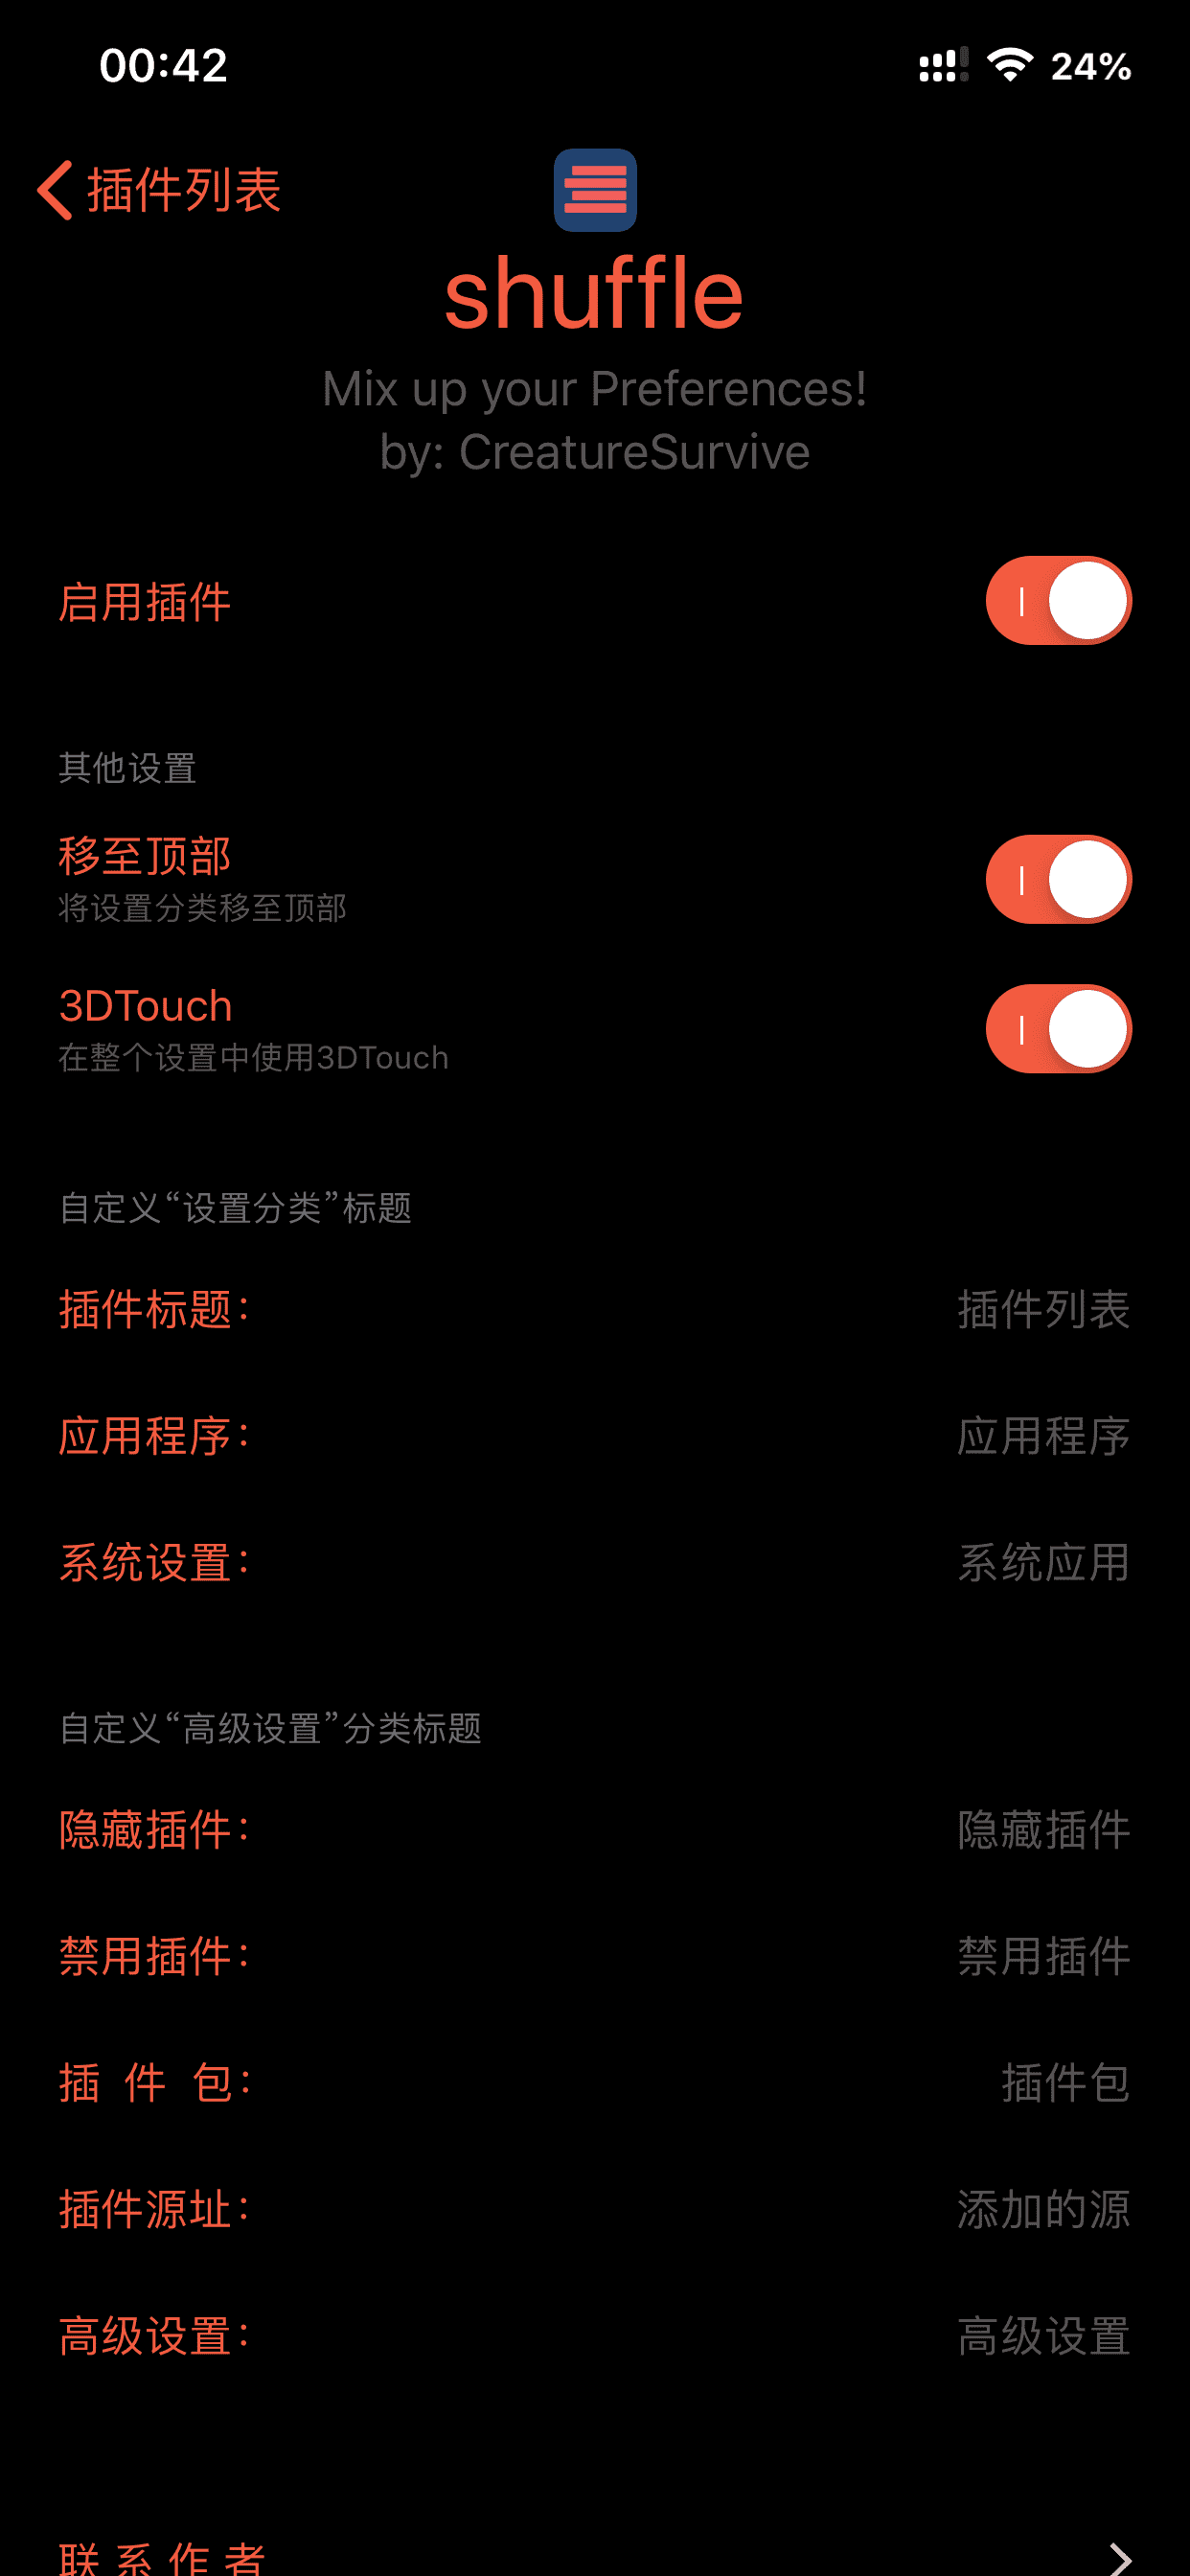 00:42
24%
插件列表
shuffle
Mix up your Preferences!
by: CreatureSurvive
启用插件
其他设置
移至顶部
将设置分类移至顶部
3DTouch
在整个设置中使用3DTouch
自定义“设置分类”标题
插件标题: 插件列表
应用程序: 应用程序
系统设置: 系统应用
自定义“高级设置”分类标题
隐藏插件: 隐藏插件
禁用插件: 禁用插件
插 件 包: 插件包
插件源址: 添加的源
高级设置: 高级设置
联 系 作 者